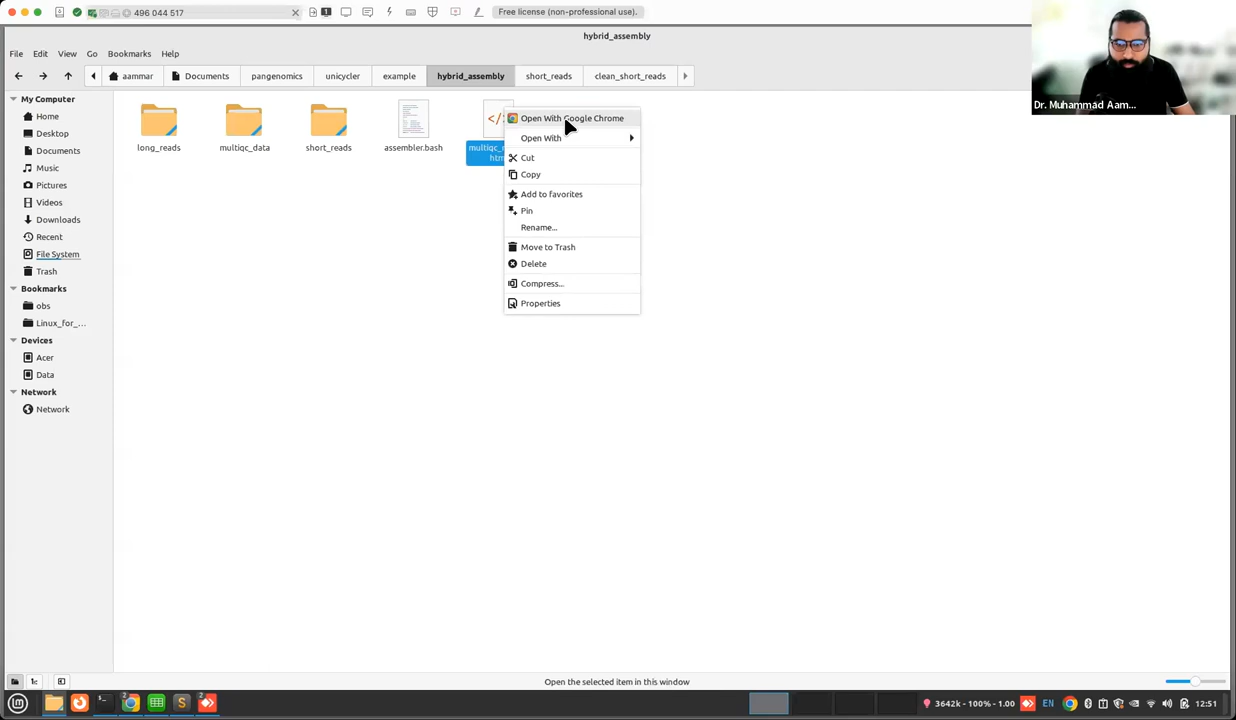 496 044 517
Free license (non-professional use).
hybrid_assembly
File Edit View Go Bookmarks Help
aammar Documents pangenomics unicycler example hybrid_assembly short_reads clean_short_reads
Dr. Muhammad Aam...
My Computer
Home
Desktop
Documents
Music
Pictures
Videos
Downloads
Recent
File System
Trash
Bookmarks
obs
Linux_for_...
Devices
Acer
Data
Network
Network
long_reads
multiqc_data
short_reads
assembler.bash
Open With Google Chrome
Open With
Cut
Copy
Add to favorites
Pin
Rename...
Move to Trash
Delete
Compress...
Properties
Open the selected item in this window
3642k - 100% - 1.00 EN 12:51